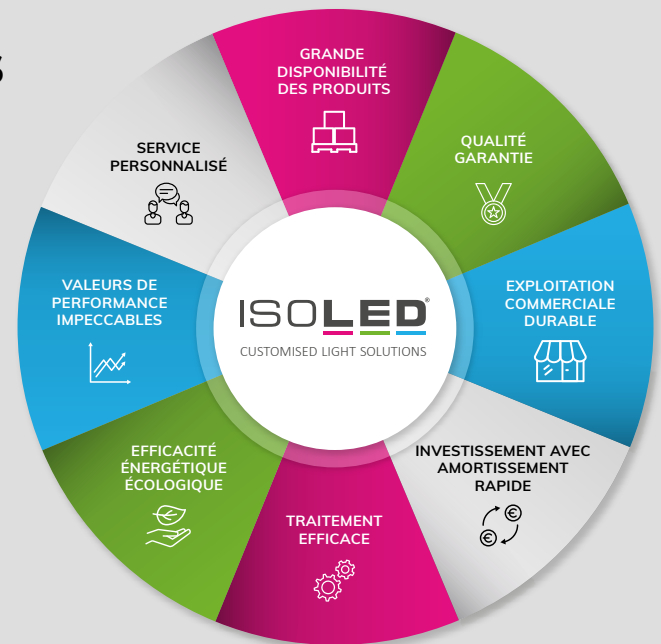 S
GRANDE
DISPONIBILITÉ
DES PRODUITS
QUALITÉ
GARANTIE
EXPLOITATION
COMMERCIALE
DURABLE
INVESTISSEMENT AVEC
AMORTISSEMENT
RAPIDE
TRAITEMENT
EFFICACE
EFFICACITÉ
ÉNERGÉTIQUE
ÉCOLOGIQUE
VALEURS DE
PERFORMANCE
IMPECCABLES
SERVICE
PERSONNALISÉ
ISOLED®
CUSTOMISED LIGHT SOLUTIONS